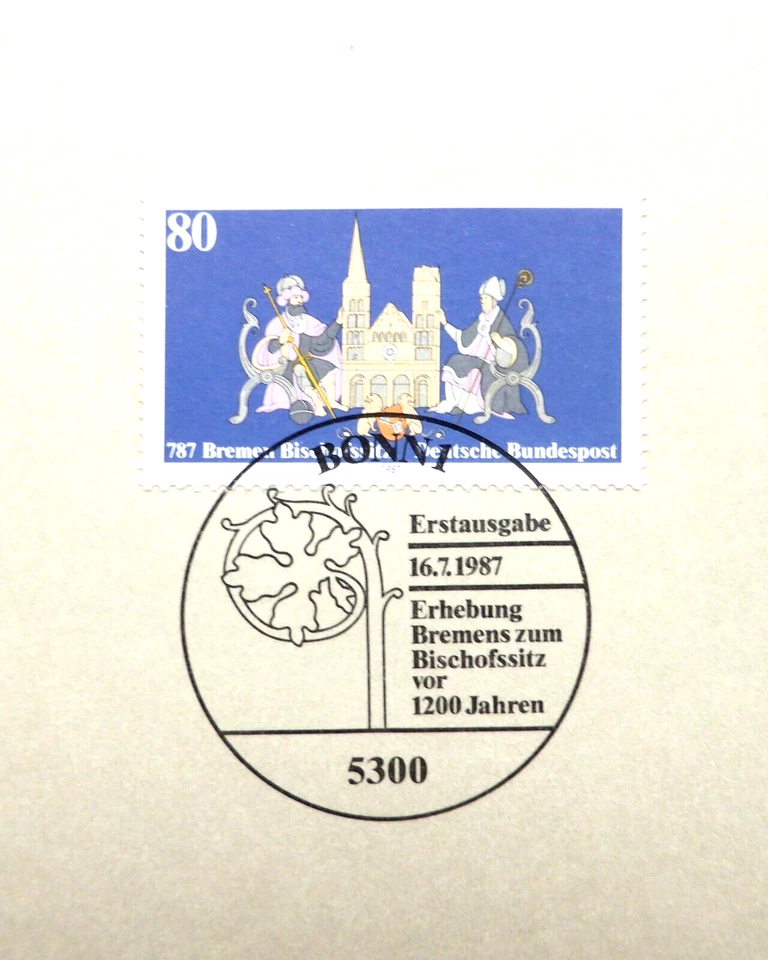 80
787 Bremen Bischofssitz Deutsche Bundespost
BONN 1
Erstausgabe
16.7.1987
Erhebung
Bremens zum
Bischofssitz
vor
1200 Jahren
5300